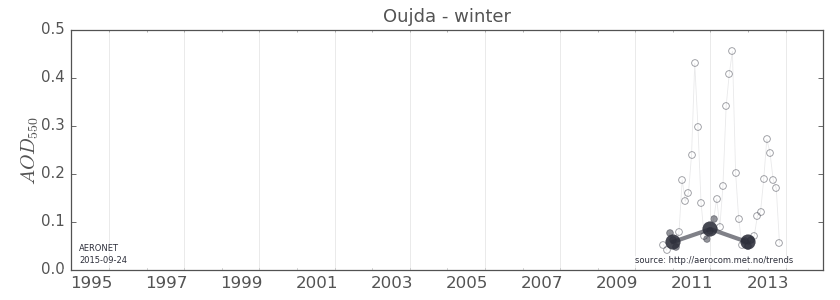 Oujda - winter
0.5
0.4
0.3
0.2
0.1
0.0
AOD550
AERONET
2015-09-24
source: http://aerocom.met.no/trends
1995 1997 1999 2001 2003 2005 2007 2009 2011 2013